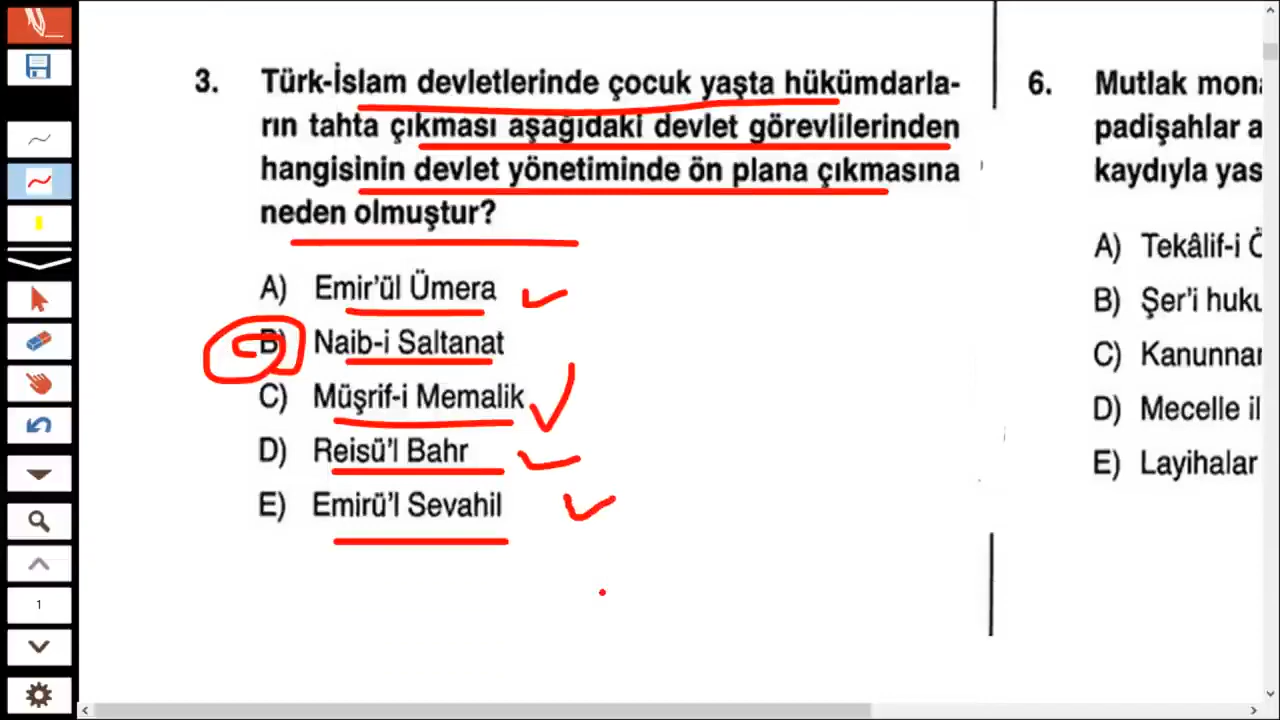 3. Türk-İslam devletlerinde çocuk yaşta hükümdarla-
rın tahta çıkması aşağıdaki devlet görevlilerinden
hangisinin devlet yönetiminde ön plana çıkmasına
neden olmuştur?
A) Emir'ül Ümera
B) Naib-i Saltanat
C) Müşrif-i Memalik
D) Reisü'l Bahr
E) Emirü'l Sevahil
6. Mutlak mon
padişahlar a
kaydıyla yas
A) Tekâlif-i Ö
B) Şer'i huku
C) Kanunnar
D) Mecelle il
E) Layihalar
1